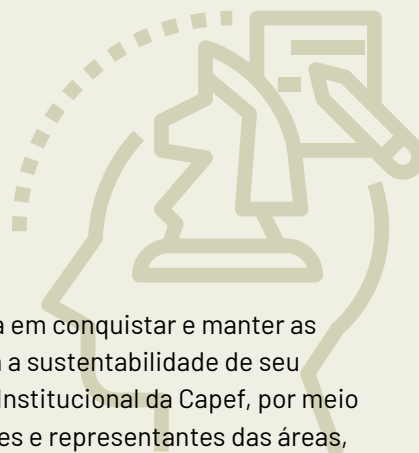 a em conquistar e manter as
a sustentabilidade de seu
Institucional da Capef, por meio
es e representantes das áreas,